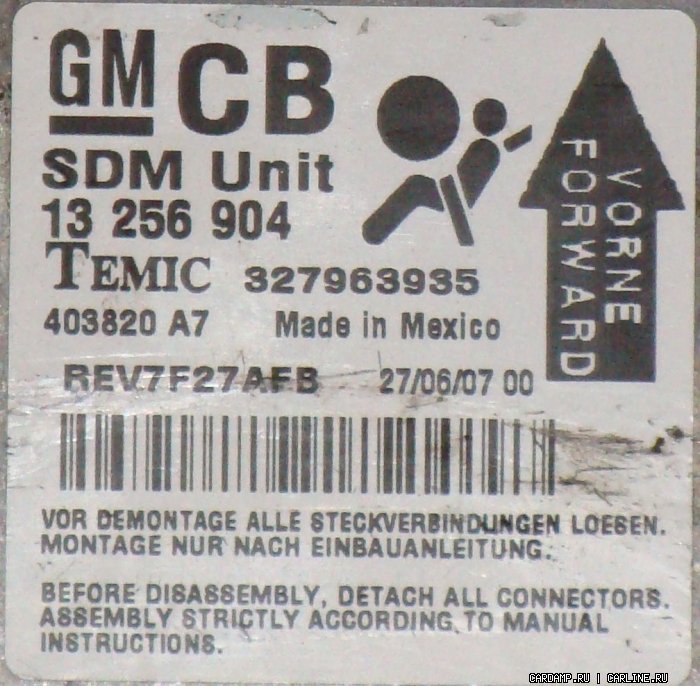 GM CB
SDM Unit
13 256 904
TEMIC 327963935
403820 A7 Made in Mexico
REV7F27AFB 27/06/07 00
VORNE
FORWARD
VOR DEMONTAGE ALLE STECKVERBINDUNGEN LOESEN.
MONTAGE NUR NACH EINBAUANLEITUNG.
BEFORE DISASSEMBLY, DETACH ALL CONNECTORS.
ASSEMBLY STRICTLY ACCORDING TO MANUAL
INSTRUCTIONS.
CARDAMP.RU | CARLINE.RU